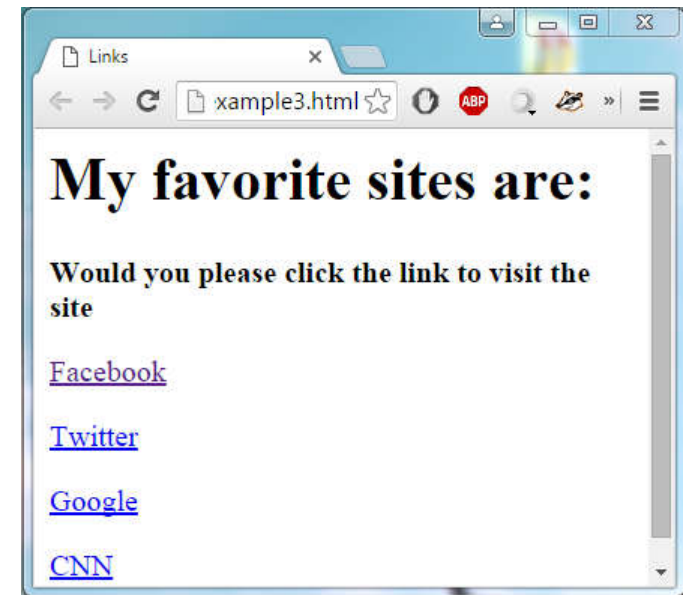 Links
xample3.html
ABP
My favorite sites are:
Would you please click the link to visit the
site
Facebook
Twitter
Google
CNN